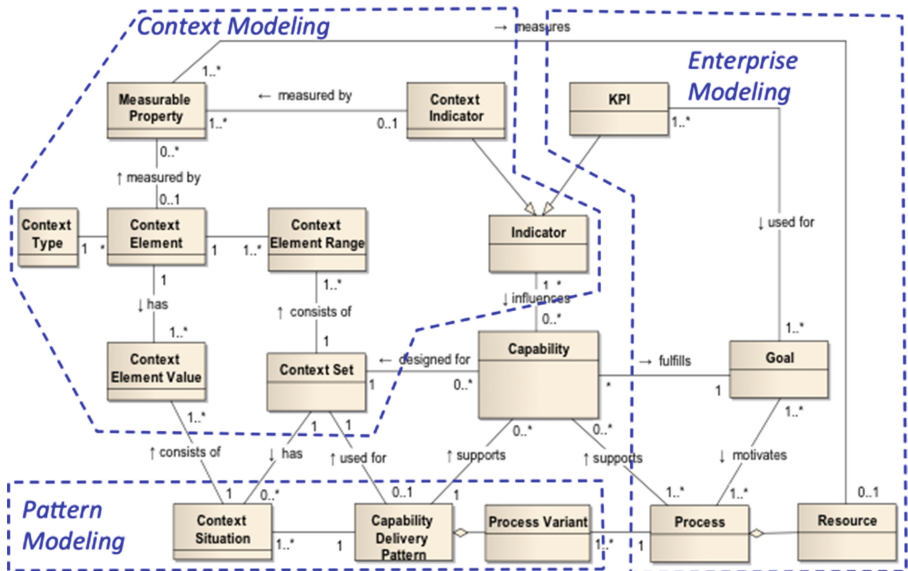 Context Modeling
→ measures
Enterprise
Modeling
1..*
Measurable
Property
← measured by
1..*
0..1
Context
Indicator
KPI
1..*
0..*
↑ measured by
0..1
Context
Type
1
*
Context
Element
1
1..*
Context
Element Range
Indicator
↓ used for
1
↓ has
1..*
1..*
↑ consists of
1
1 *
↓ influences
0..*
Context
Element Value
Context Set
1
← designed for
0..*
Capability
*
→ fulfills
1
1..*
Goal
1..*
↑ consists of
1
1
↓ has
0..*
1
↑ used for
0..1
0..*
↑ supports
1
0..*
↑ supports
1..*
1..*
↓ motivates
1..*
0..1
Pattern
Modeling
Context
Situation
1..*
1
Capability
Delivery
Pattern
Process Variant
1..*
1
Process
Resource